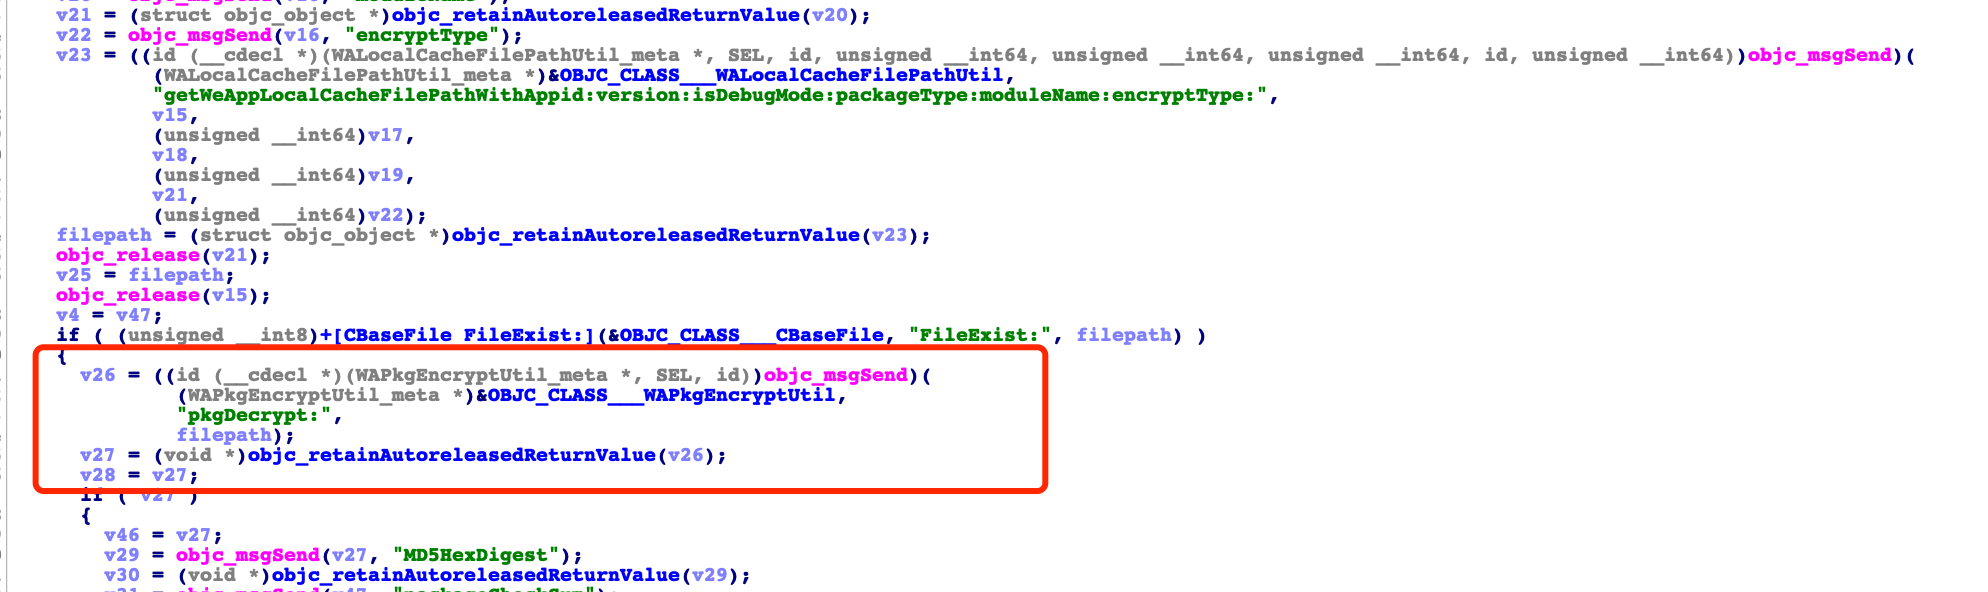 v21 = (struct objc_object *)objc_retainAutoreleasedReturnValue(v20);
v22 = objc_msgSend(v16, "encryptType");
v23 = ((id (__cdecl *)(WALocalCacheFilePathUtil_meta *, SEL, id, unsigned __int64, unsigned __int64, unsigned __int64, id, unsigned __int64))objc_msgSend)(
(WALocalCacheFilePathUtil_meta *)&OBJC_CLASS___WALocalCacheFilePathUtil,
"getWeAppLocalCacheFilePathWithAppid:version:isDebugMode:packageType:moduleName:encryptType:",
v15,
(unsigned __int64)v17,
v18,
(unsigned __int64)v19,
v21,
(unsigned __int64)v22);
filepath = (struct objc_object *)objc_retainAutoreleasedReturnValue(v23);
objc_release(v21);
v25 = filepath;
objc_release(v15);
v4 = v47;
if ( (unsigned __int8)+[CBaseFile FileExist:](&OBJC_CLASS___CBaseFile, "FileExist:", filepath) )
{
v26 = ((id (__cdecl *)(WAPkgEncryptUtil_meta *, SEL, id))objc_msgSend)(
(WAPkgEncryptUtil_meta *)&OBJC_CLASS___WAPkgEncryptUtil,
"pkgDecrypt:",
filepath);
v27 = (void *)objc_retainAutoreleasedReturnValue(v26);
v28 = v27;
if ( v27 )
{
v46 = v27;
v29 = objc_msgSend(v27, "MD5HexDigest");
v30 = (void *)objc_retainAutoreleasedReturnValue(v29);